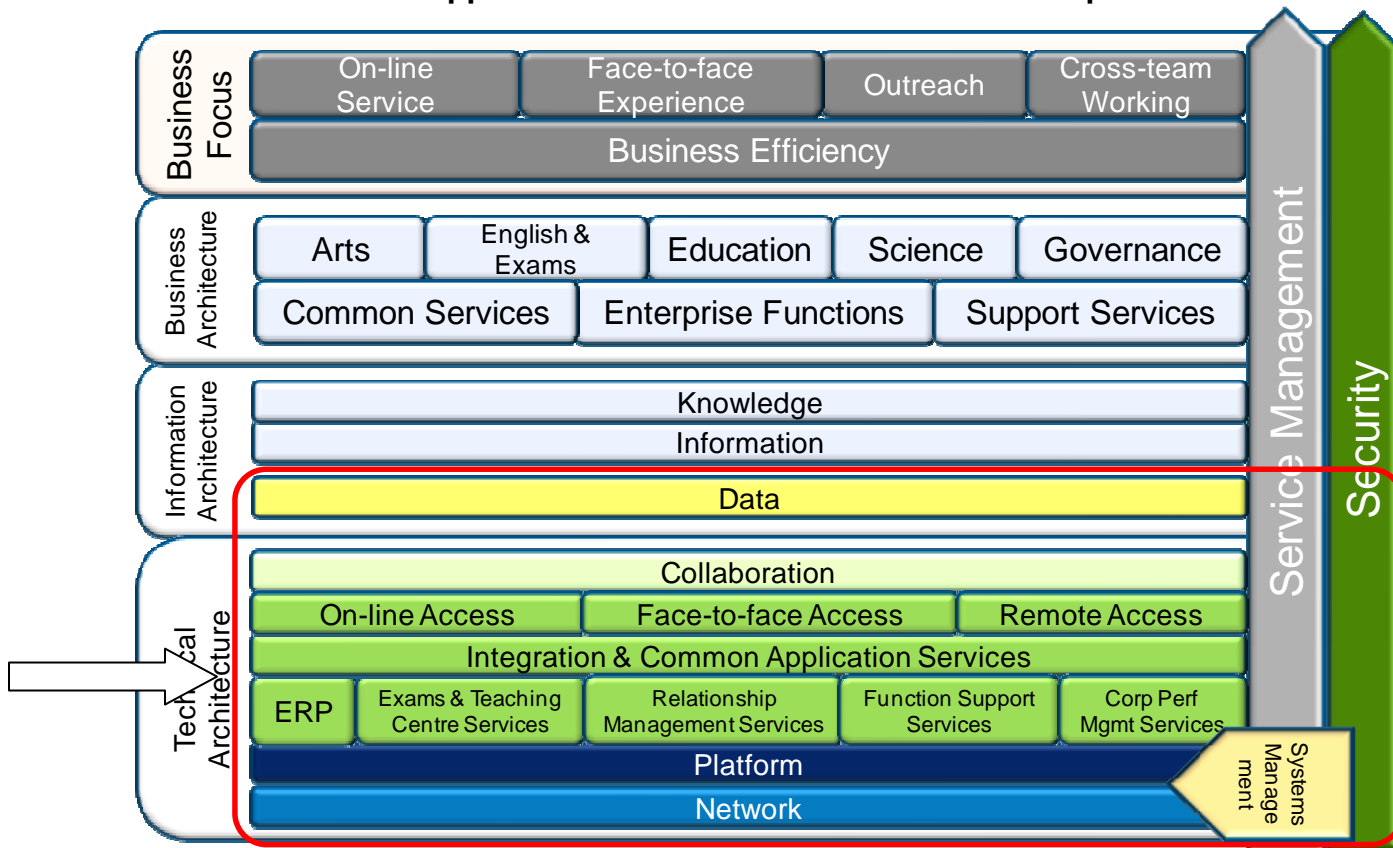 Business
Focus
On-line
Service
Face-to-face
Experience
Outreach
Cross-team
Working
Business Efficiency
Business
Architecture
Arts
English &
Exams
Education
Science
Governance
Common Services
Enterprise Functions
Support Services
Information
Architecture
Knowledge
Information
Data
Technical
Architecture
Collaboration
On-line Access
Face-to-face Access
Remote Access
Integration & Common Application Services
ERP
Exams & Teaching
Centre Services
Relationship
Management Services
Function Support
Services
Corp Perf
Mgmt Services
Platform
Network
Systems
Manage
ment
Service Management
Security